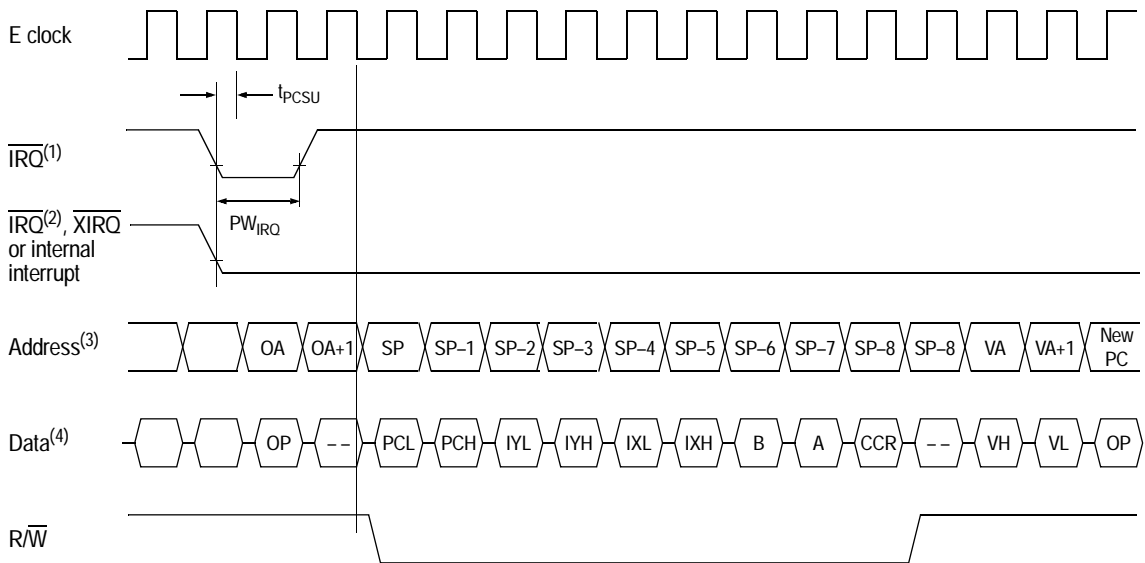 E clock
tPCSU
IRQ(1)
PWIRQ
IRQ(2), XIRQ
or internal
interrupt
Address(3) OA OA+1 SP SP–1 SP–2 SP–3 SP–4 SP–5 SP–6 SP–7 SP–8 SP–8 VA VA+1 New
PC
Data(4) OP – – PCL PCH IYL IYH IXL IXH B A CCR – – VH VL OP
R/W